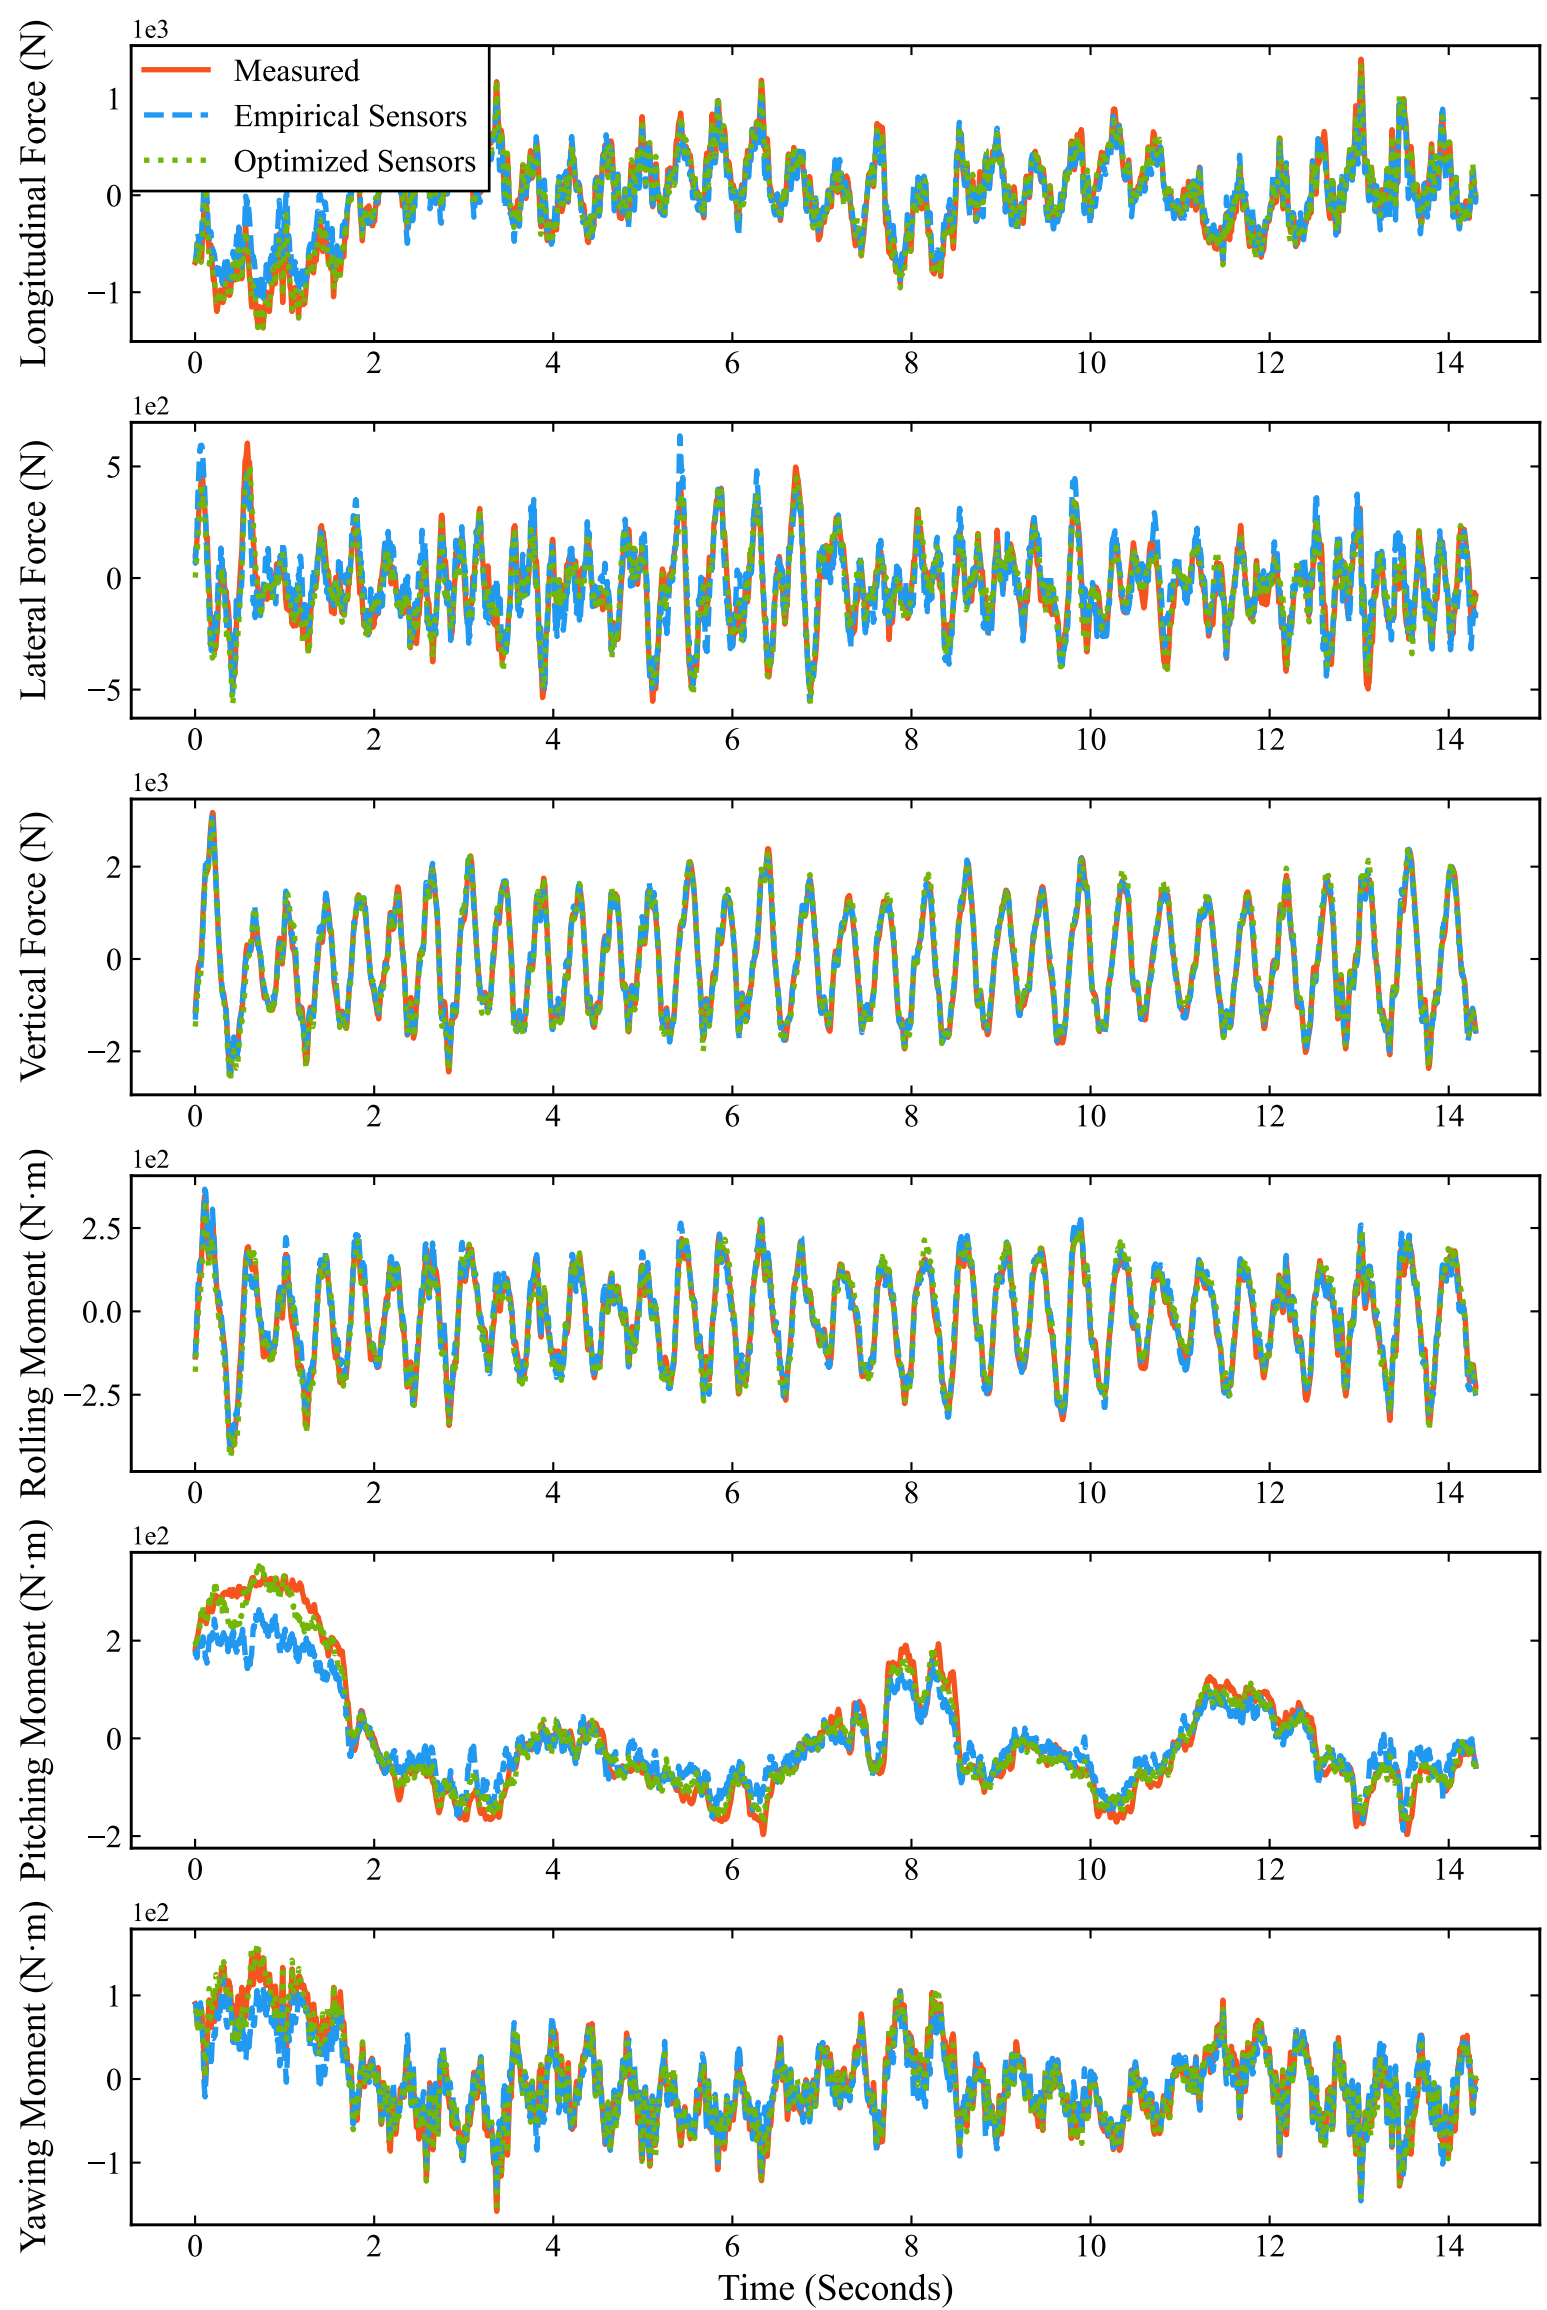 1e3
Longitudinal Force (N)
Measured
Empirical Sensors
Optimized Sensors
1
0
−1
0 2 4 6 8 10 12 14
1e2
Lateral Force (N)
5
0
−5
0 2 4 6 8 10 12 14
1e3
Vertical Force (N)
2
0
−2
0 2 4 6 8 10 12 14
1e2
Rolling Moment (N·m)
2.5
0.0
−2.5
0 2 4 6 8 10 12 14
1e2
Pitching Moment (N·m)
2
0
−2
0 2 4 6 8 10 12 14
1e2
Yawing Moment (N·m)
1
0
−1
0 2 4 6 8 10 12 14
Time (Seconds)